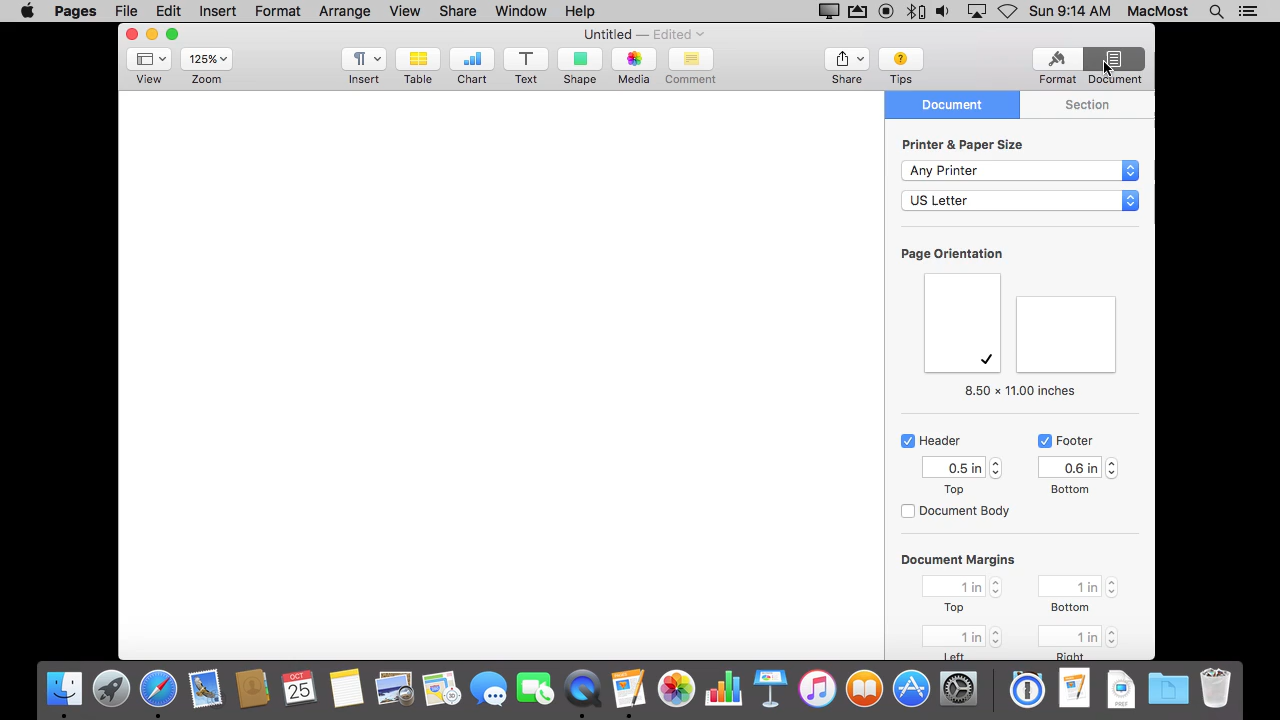 Pages File Edit Insert Format Arrange View Share Window Help Sun 9:14 AM MacMost
Untitled — Edited
125%
View Zoom Insert Table Chart Text Shape Media Comment Share Tips Format Document
Document Section
Printer & Paper Size
Any Printer
US Letter
Page Orientation
8.50 × 11.00 inches
Header Footer
0.5 in 0.6 in
Top Bottom
Document Body
Document Margins
1 in 1 in
Top Bottom
1 in 1 in
Left Right
OCT
25